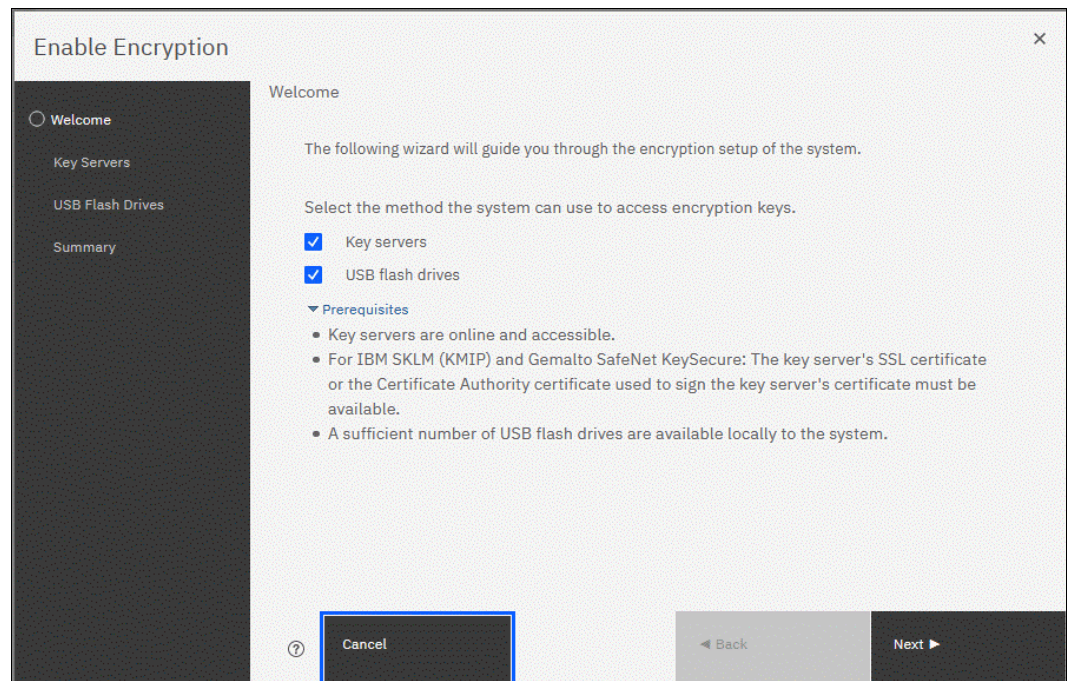 Enable Encryption
Welcome
Key Servers
USB Flash Drives
Summary
Welcome
The following wizard will guide you through the encryption setup of the system.
Select the method the system can use to access encryption keys.
Key servers
USB flash drives
Prerequisites
Key servers are online and accessible.
For IBM SKLM (KMIP) and Gemalto SafeNet KeySecure: The key server's SSL certificate
or the Certificate Authority certificate used to sign the key server's certificate must be
available.
A sufficient number of USB flash drives are available locally to the system.
?
Cancel
Back
Next